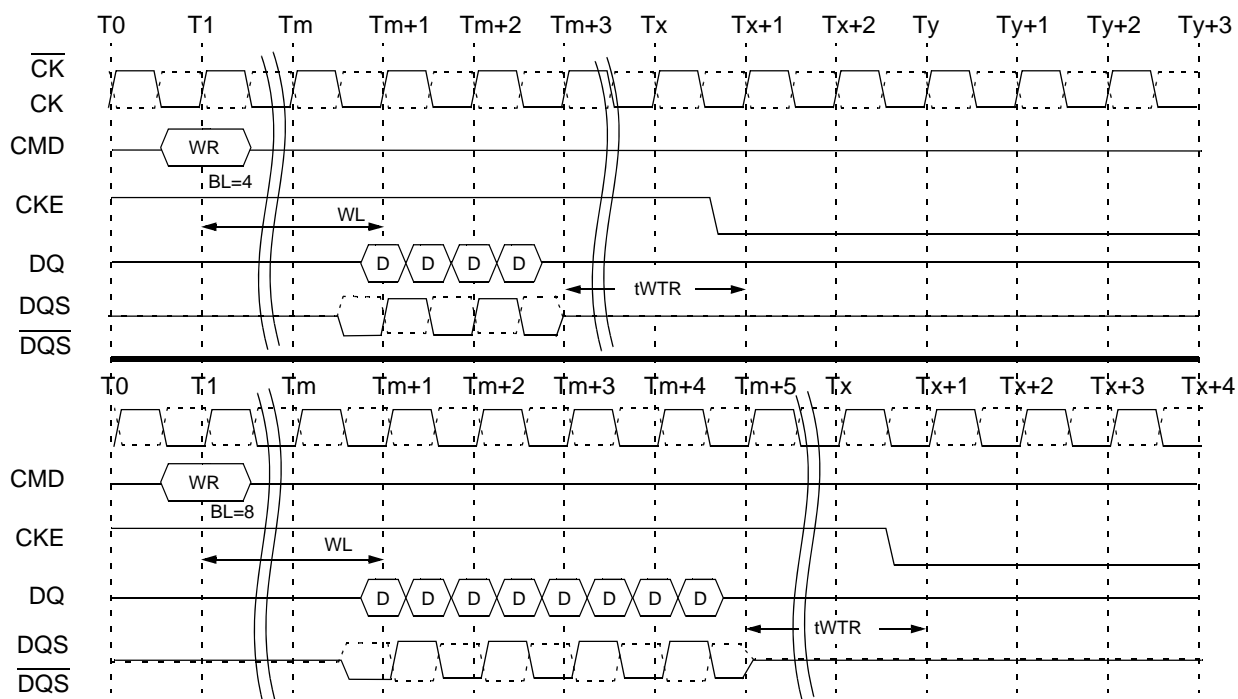 T0 T1 Tm Tm+1 Tm+2 Tm+3 Tx Tx+1 Tx+2 Ty Ty+1 Ty+2 Ty+3
CK
CK
CMD WR
BL=4
CKE
WL
DQ D D D D
tWTR
DQS
DQS
T0 T1 Tm Tm+1 Tm+2 Tm+3 Tm+4 Tm+5 Tx Tx+1 Tx+2 Tx+3 Tx+4
CMD WR
BL=8
CKE
WL
DQ D D D D D D D D
tWTR
DQS
DQS